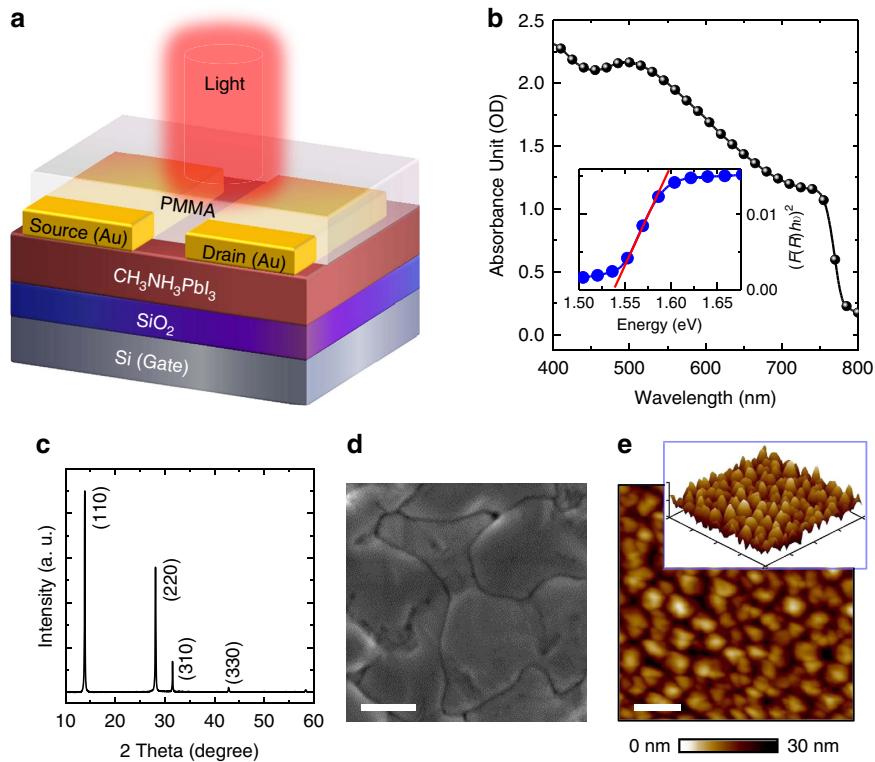 a
Light
PMMA
Source (Au)
Drain (Au)
CH₃NH₃PbI₃
SiO₂
Si (Gate)
b
2.5
2.0
1.5
1.0
0.5
0.0
Absorbance Unit (OD)
400 500 600 700 800
Wavelength (nm)
0.01
0.00
(F(R)hυ)²
1.50 1.55 1.60 1.65
Energy (eV)
c
Intensity (a. u.)
(110)
(220)
(310)
(330)
10 20 30 40 50 60
2 Theta (degree)
d
e
0 nm 30 nm